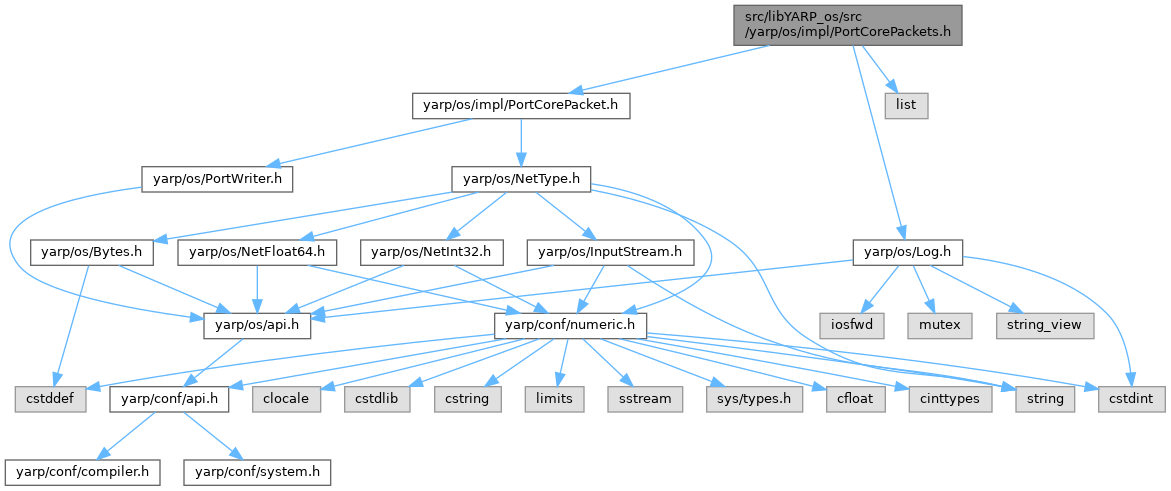 src/libYARP_os/src
/yarp/os/impl/PortCorePackets.h
yarp/os/impl/PortCorePacket.h
list
yarp/os/PortWriter.h
yarp/os/NetType.h
yarp/os/Bytes.h
yarp/os/NetFloat64.h
yarp/os/NetInt32.h
yarp/os/InputStream.h
yarp/os/Log.h
yarp/os/api.h
yarp/conf/numeric.h
iosfwd
mutex
string_view
cstddef
yarp/conf/api.h
clocale
cstdlib
cstring
limits
sstream
sys/types.h
cfloat
cinttypes
string
cstdint
yarp/conf/compiler.h
yarp/conf/system.h